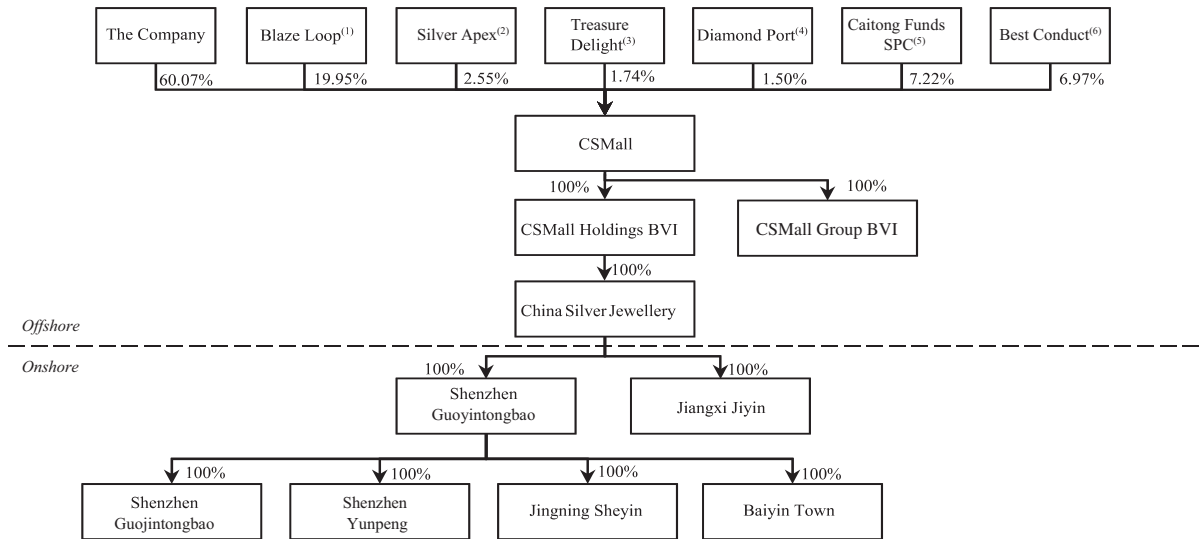 The Company
Blaze Loop(1)
Silver Apex(2)
Treasure
Delight(3)
Diamond Port(4)
Caitong Funds
SPC(5)
Best Conduct(6)
60.07%
19.95%
2.55%
1.74%
1.50%
7.22%
6.97%
CSMall
100%
100%
CSMall Holdings BVI
CSMall Group BVI
100%
China Silver Jewellery
Offshore
Onshore
100%
100%
Shenzhen
Guoyintongbao
Jiangxi Jiyin
100%
100%
100%
100%
Shenzhen
Guojintongbao
Shenzhen
Yunpeng
Jingning Sheyin
Baiyin Town